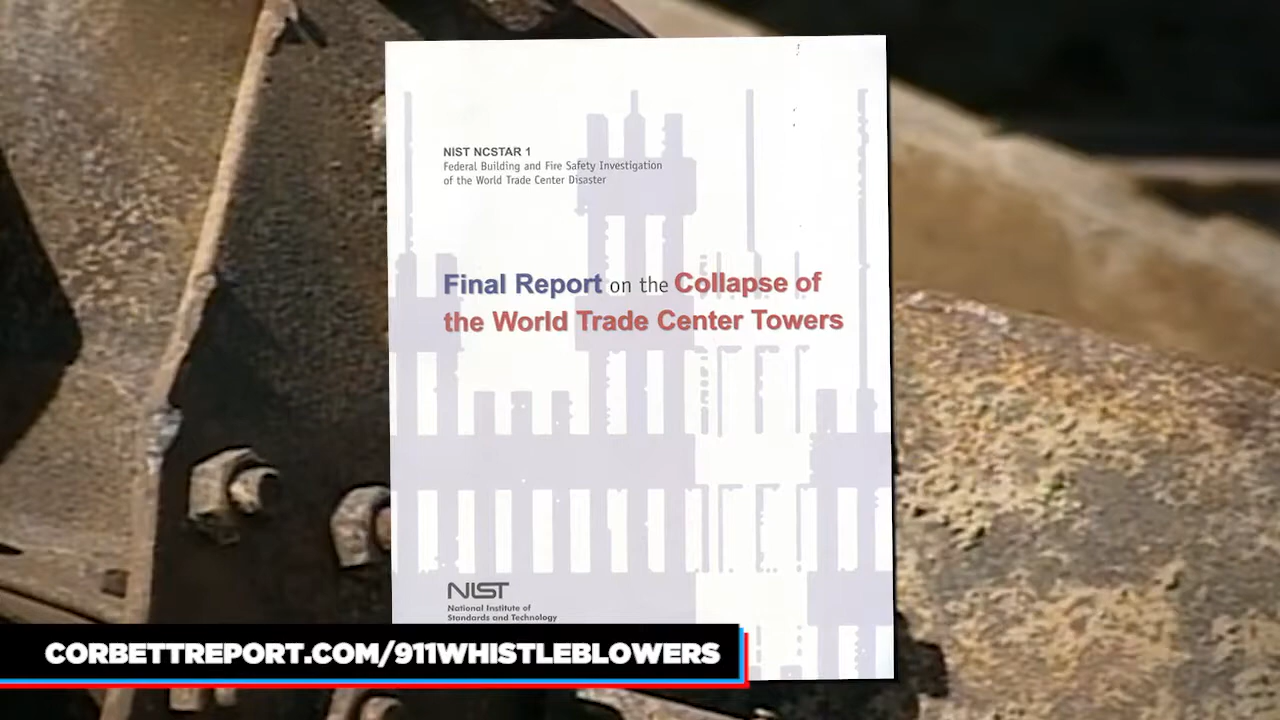 NIST NCSTAR 1
Federal Building and Fire Safety Investigation
of the World Trade Center Disaster
Final Report on the Collapse of
the World Trade Center Towers
NIST
National Institute of
Standards and Technology
CORBETTREPORT.COM/911WHISTLEBLOWERS